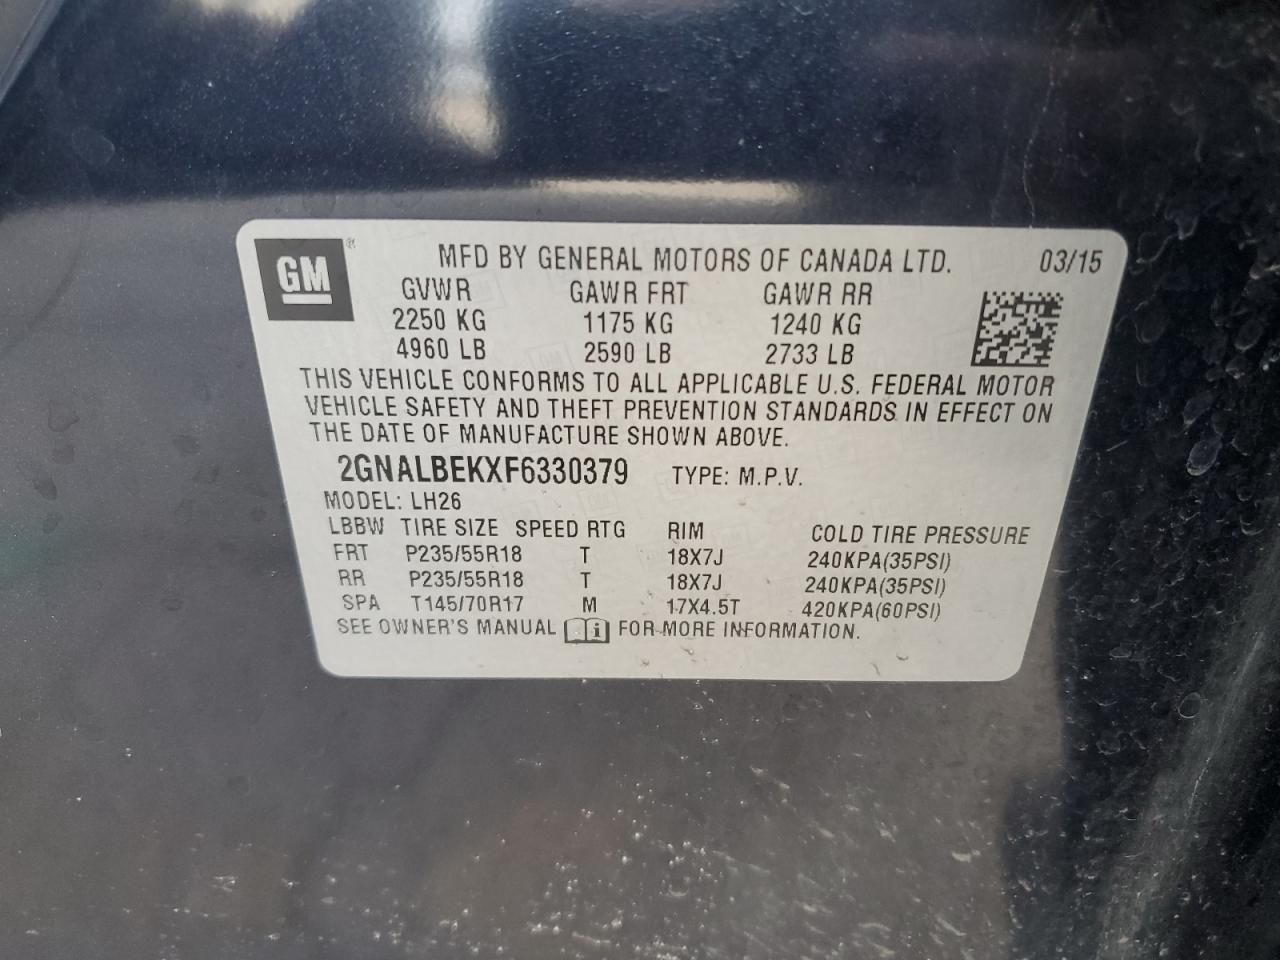 GM®
MFD BY GENERAL MOTORS OF CANADA LTD. 03/15
GVWR GAWR FRT GAWR RR
2250 KG 1175 KG 1240 KG
4960 LB 2590 LB 2733 LB
THIS VEHICLE CONFORMS TO ALL APPLICABLE U.S. FEDERAL MOTOR
VEHICLE SAFETY AND THEFT PREVENTION STANDARDS IN EFFECT ON
THE DATE OF MANUFACTURE SHOWN ABOVE.
2GNALBEKXF6330379 TYPE: M.P.V.
MODEL: LH26
LBBW TIRE SIZE SPEED RTG RIM COLD TIRE PRESSURE
FRT P235/55R18 T 18X7J 240KPA(35PSI)
RR P235/55R18 T 18X7J 240KPA(35PSI)
SPA T145/70R17 M 17X4.5T 420KPA(60PSI)
SEE OWNER'S MANUAL i FOR MORE INFORMATION.